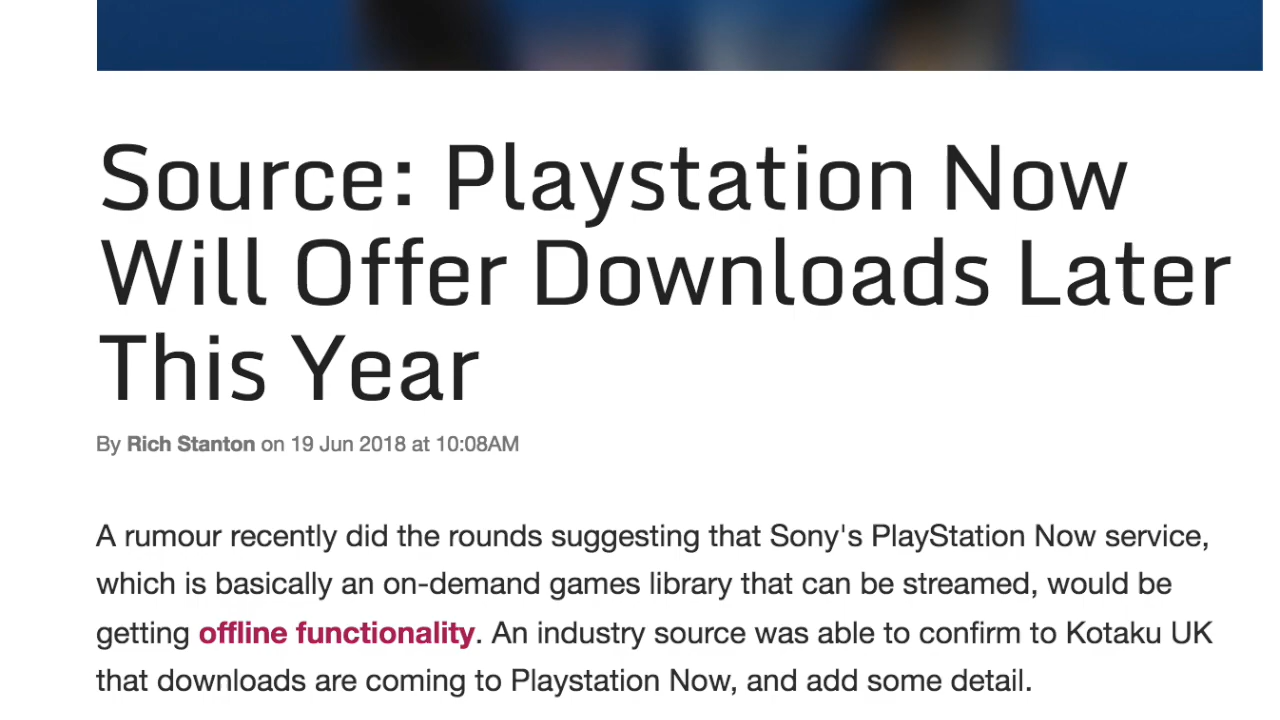 Source: Playstation Now
Will Offer Downloads Later
This Year
By Rich Stanton on 19 Jun 2018 at 10:08AM
A rumour recently did the rounds suggesting that Sony's PlayStation Now service,
which is basically an on-demand games library that can be streamed, would be
getting offline functionality. An industry source was able to confirm to Kotaku UK
that downloads are coming to Playstation Now, and add some detail.